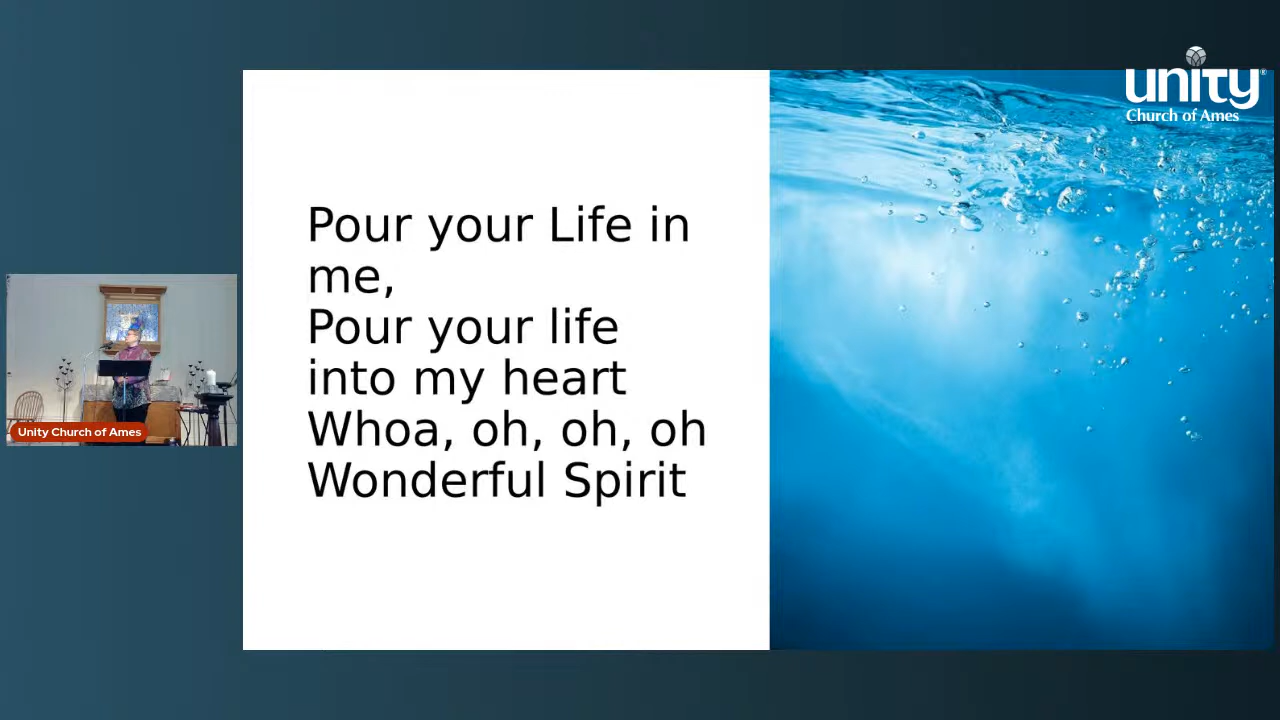 unity®
Church of Ames
Pour your Life in
me,
Pour your life
into my heart
Whoa, oh, oh, oh
Wonderful Spirit
Unity Church of Ames